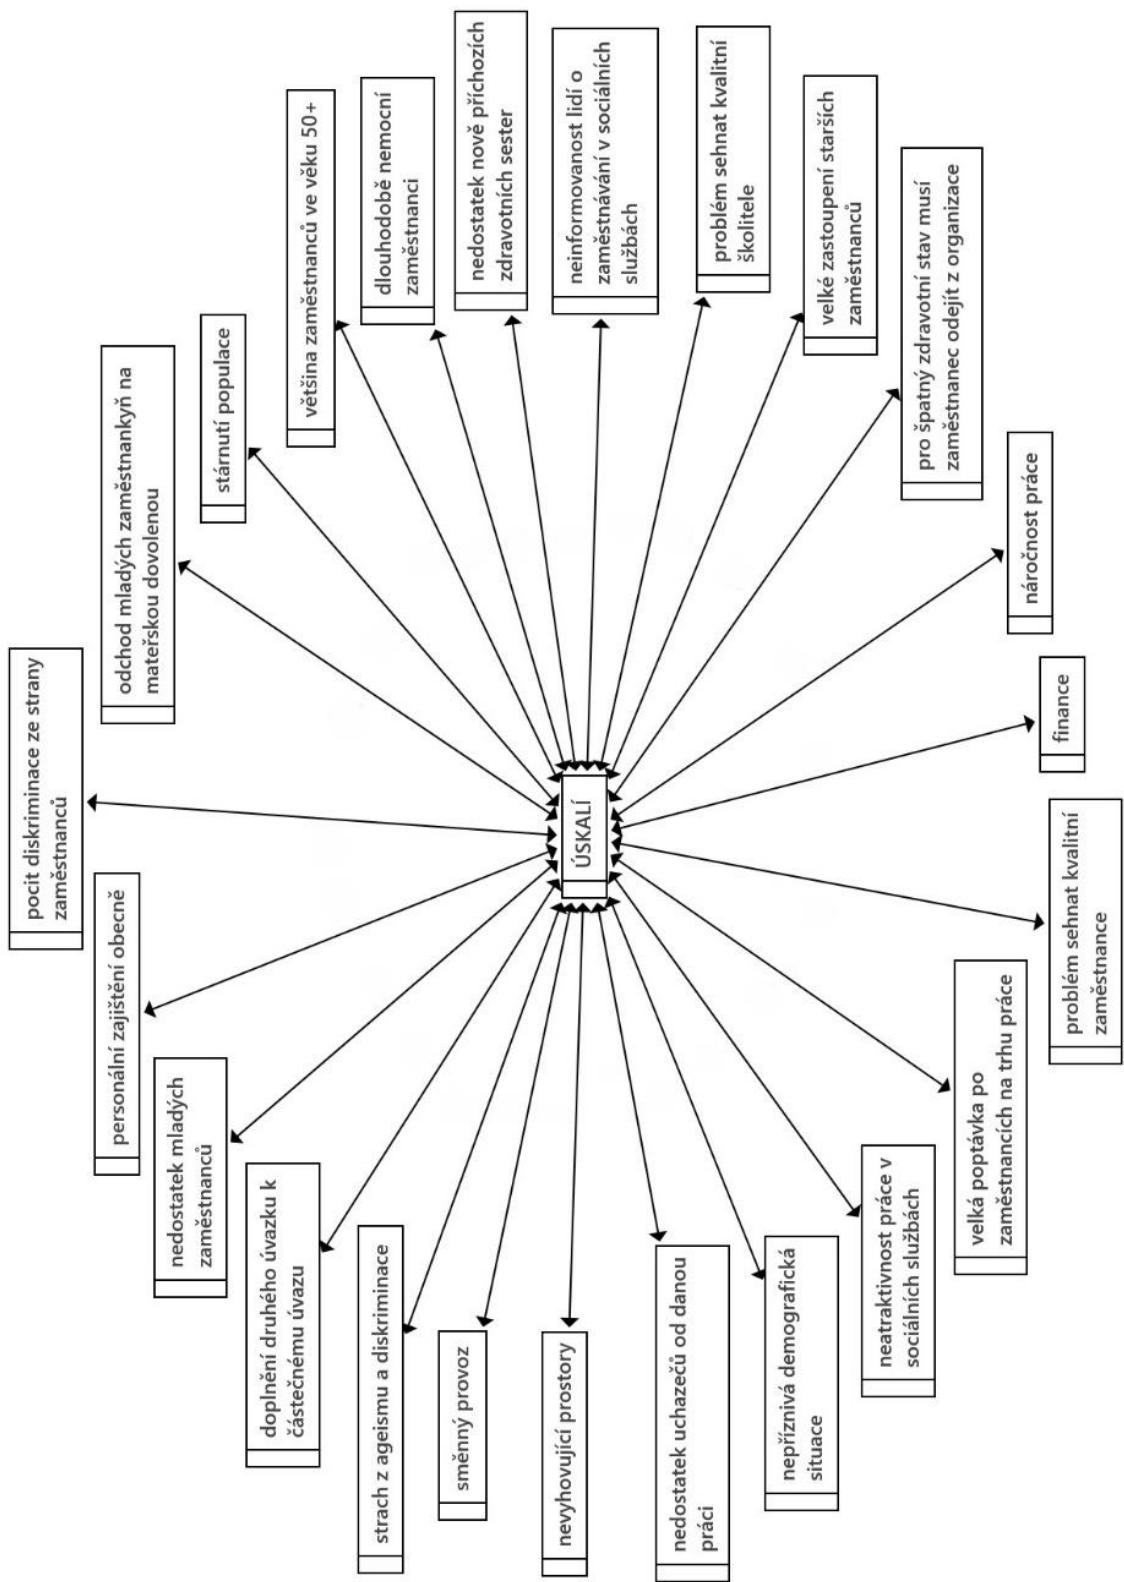 pocit diskriminace ze strany
zaměstnanců
odchod mladých zaměstnankyň na
mateřskou dovolenou
stárnutí populace
většina zaměstnanců ve věku 50+
dlouhodobě nemocní
zaměstnanci
nedostatek nově příchozích
zdravotních sester
neinformovanost lidí o
zaměstnávání v sociálních
službách
problém sehnat kvalitní
školitele
velké zastoupení starších
zaměstnanců
pro špatný zdravotní stav musí
zaměstnanec odejít z organizace
náročnost práce
finance
problém sehnat kvalitní
zaměstnance
velká poptávka po
zaměstnancích na trhu práce
neatraktivnost práce v
sociálních službách
nepříznivá demografická
situace
nedostatek uchazečů od danou
práci
nevyhovující prostory
směnný provoz
strach z ageismu a diskriminace
doplnění druhého úvazku k
částečnému úvazu
nedostatek mladých
zaměstnanců
personální zajištění obecně
ÚSKALÍ